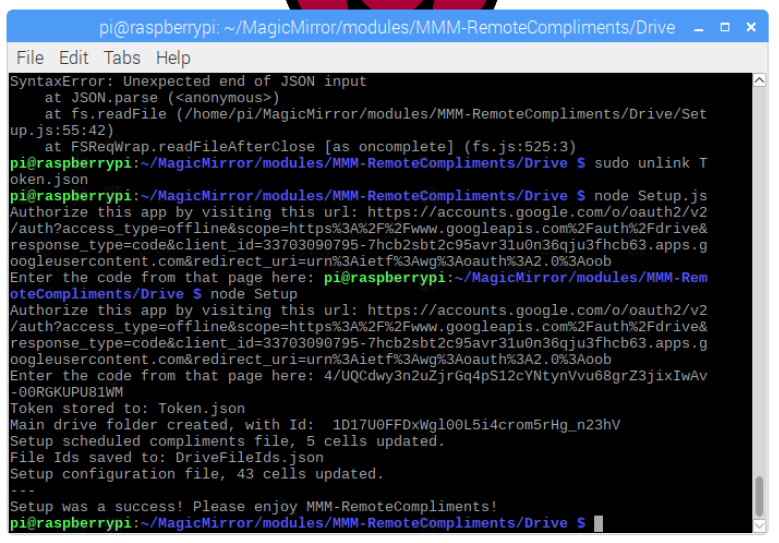 pi@raspberrypi: ~/MagicMirror/modules/MMM-RemoteCompliments/Drive
File Edit Tabs Help
SyntaxError: Unexpected end of JSON input
    at JSON.parse (<anonymous>)
    at fs.readFile (/home/pi/MagicMirror/modules/MMM-RemoteCompliments/Drive/Set
up.js:55:42)
    at FSReqWrap.readFileAfterClose [as oncomplete] (fs.js:525:3)
pi@raspberrypi:~/MagicMirror/modules/MMM-RemoteCompliments/Drive $ sudo unlink T
oken.json
pi@raspberrypi:~/MagicMirror/modules/MMM-RemoteCompliments/Drive $ node Setup.js
Authorize this app by visiting this url: https://accounts.google.com/o/oauth2/v2
/auth?access_type=offline&scope=https%3A%2F%2Fwww.googleapis.com%2Fauth%2Fdrive&
response_type=code&client_id=33703090795-7hcb2sbt2c95avr31u0n36qju3fhcb63.apps.g
oogleusercontent.com&redirect_uri=urn%3Aietf%3Awg%3Aoauth%3A2.0%3Aoob
Enter the code from that page here: pi@raspberrypi:~/MagicMirror/modules/MMM-Rem
oteCompliments/Drive $ node Setup
Authorize this app by visiting this url: https://accounts.google.com/o/oauth2/v2
/auth?access_type=offline&scope=https%3A%2F%2Fwww.googleapis.com%2Fauth%2Fdrive&
response_type=code&client_id=33703090795-7hcb2sbt2c95avr31u0n36qju3fhcb63.apps.g
oogleusercontent.com&redirect_uri=urn%3Aietf%3Awg%3Aoauth%3A2.0%3Aoob
Enter the code from that page here: 4/UQCdwy3n2uZjrGq4pS12cYNtynVvu68grZ3jixIwAv
-00RGKUPU81WM
Token stored to: Token.json
Main drive folder created, with Id:  1D17U0FFDxWgl00L5i4crom5rHg_n23hV
Setup scheduled compliments file, 5 cells updated.
File Ids saved to: DriveFileIds.json
Setup configuration file, 43 cells updated.
---
Setup was a success! Please enjoy MMM-RemoteCompliments!
pi@raspberrypi:~/MagicMirror/modules/MMM-RemoteCompliments/Drive $